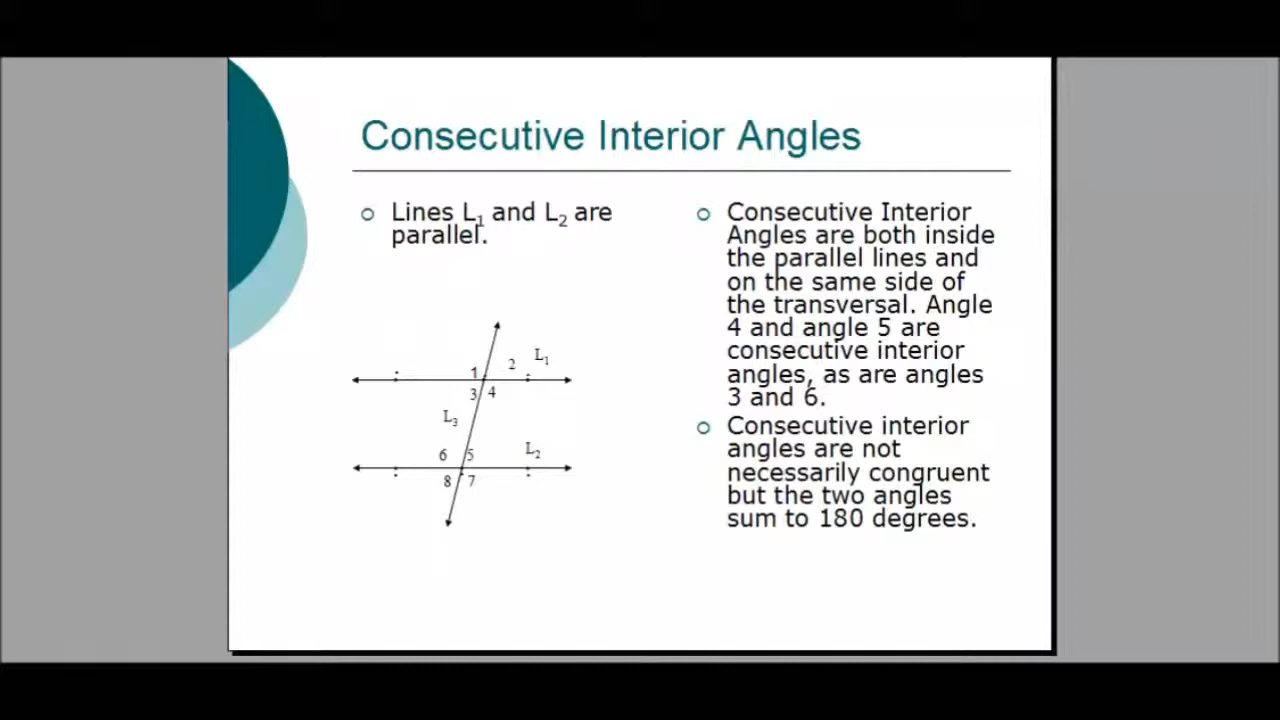 Consecutive Interior Angles
Lines L₁ and L₂ are
parallel.
1 2 L₁
3 4
L₃
6 5 L₂
8 7
Consecutive Interior
Angles are both inside
the parallel lines and
on the same side of
the transversal. Angle
4 and angle 5 are
consecutive interior
angles, as are angles
3 and 6.
Consecutive interior
angles are not
necessarily congruent
but the two angles
sum to 180 degrees.